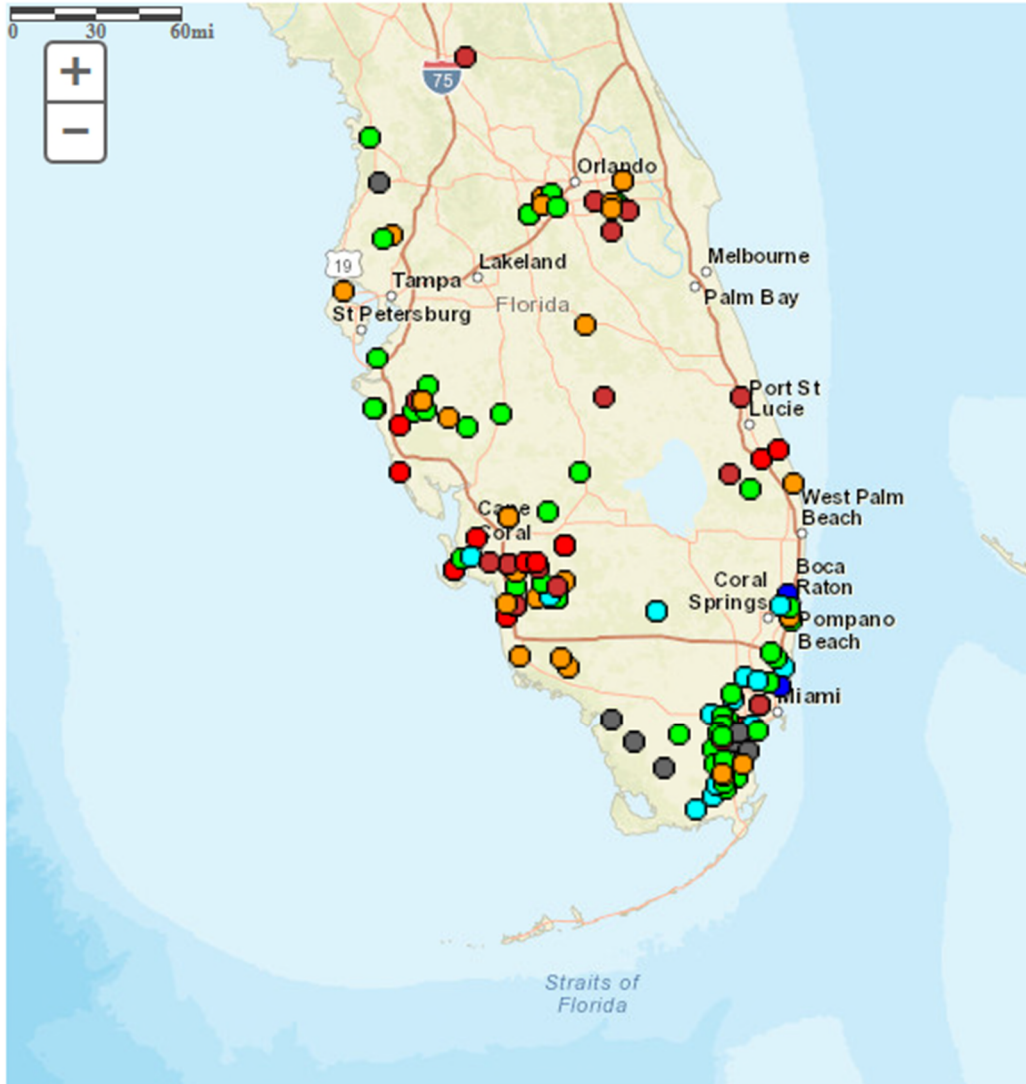 0 30 60mi
+
−
75
Orlando
19
Lakeland
Melbourne
Tampa
Palm Bay
Florida
St Petersburg
Port St
Lucie
West Palm
Beach
Cape
Coral
Boca
Raton
Coral
Springs
Pompano
Beach
Miami
Straits of
Florida